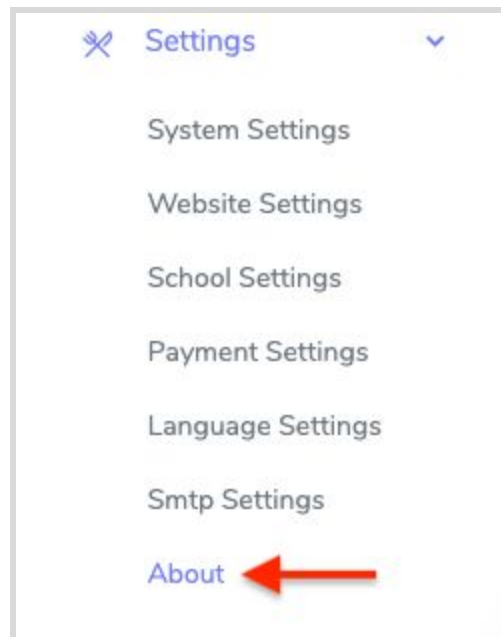 Settings
System Settings
Website Settings
School Settings
Payment Settings
Language Settings
Smtp Settings
About